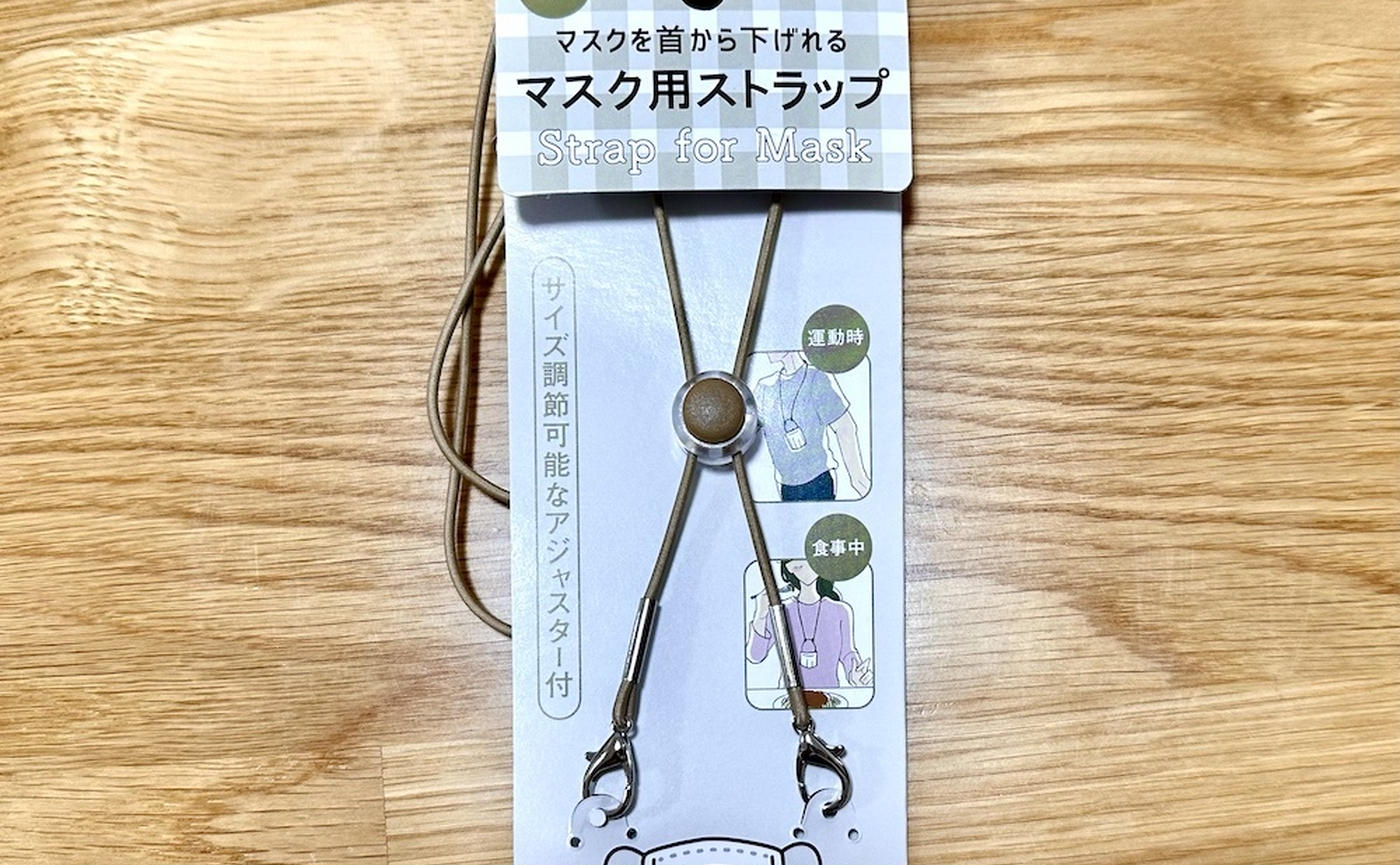 マスクを首から下げれる
マスク用ストラップ
Strap for Mask
サイズ調節可能なアジャスター付
運動時
食事中